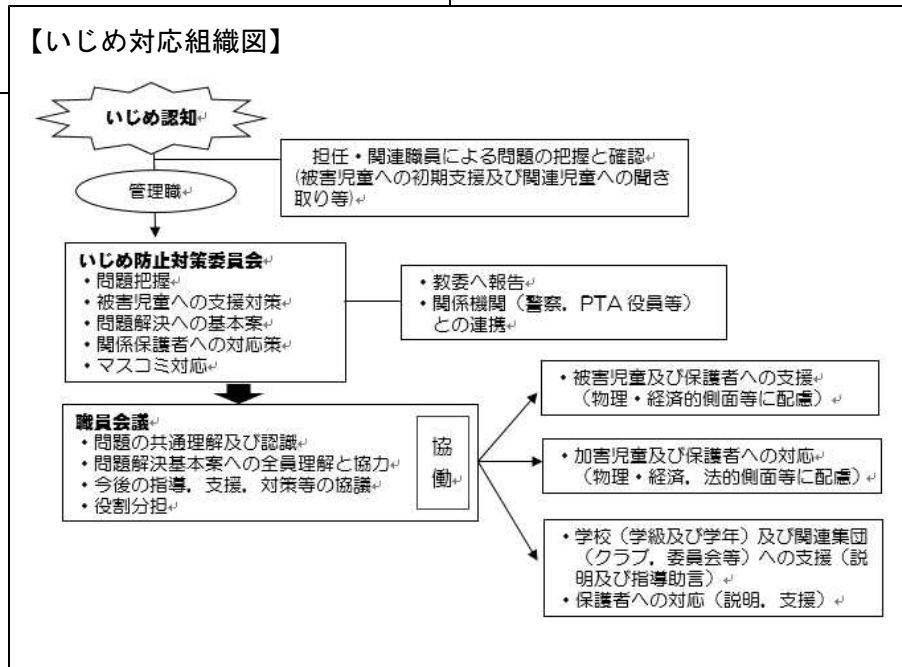 【いじめ対応組織図】
いじめ認知↵
担任・関連職員による問題の把握と確認↵
(被害児童への初期支援及び関連児童への聞き
取り等)↵
管理職↵
いじめ防止対策委員会↵
・問題把握↵
・被害児童への支援対策↵
・問題解決への基本案↵
・関係保護者への対応策↵
・マスコミ対応↵
・教委へ報告↵
・関係機関（警察，PTA 役員等）
との連携↵
職員会議↵
・問題の共通理解及び認識↵
・問題解決基本案への全員理解と協力↵
・今後の指導，支援，対策等の協議↵
・役割分担↵
協
働↵
・被害児童及び保護者への支援↵
（物理・経済的側面等に配慮）↵
・加害児童及び保護者への対応↵
（物理・経済，法的側面等に配慮）↵
・学校（学級及び学年）及び関連集団
（クラブ，委員会等）への支援（説
明及び指導助言）↵
・保護者への対応（説明，支援）↵